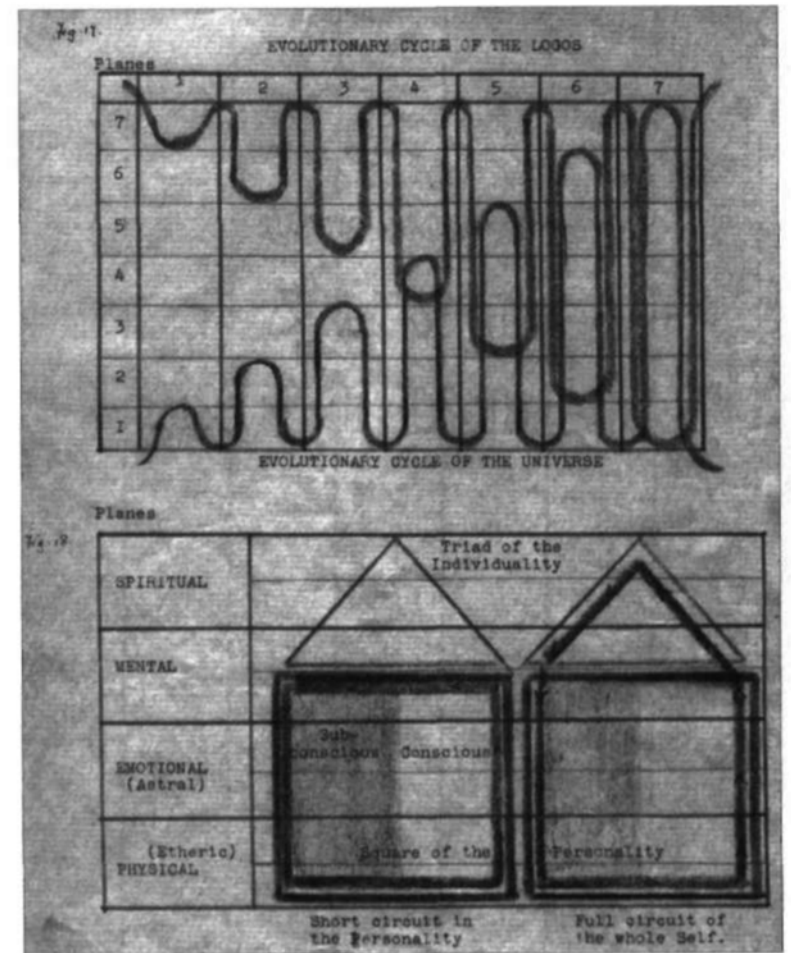 Fig. 17.
EVOLUTIONARY CYCLE OF THE LOGOS
Planes
1 2 3 4 5 6 7
7
6
5
4
3
2
I
EVOLUTIONARY CYCLE OF THE UNIVERSE
Planes
Fig. 18
Triad of the
Individuality
SPIRITUAL
MENTAL
Sub-
conscious Conscious
EMOTIONAL
(Astral)
(Etheric)
PHYSICAL
Square of the Personality
Short circuit in
the Personality
Full circuit of
the whole Self.